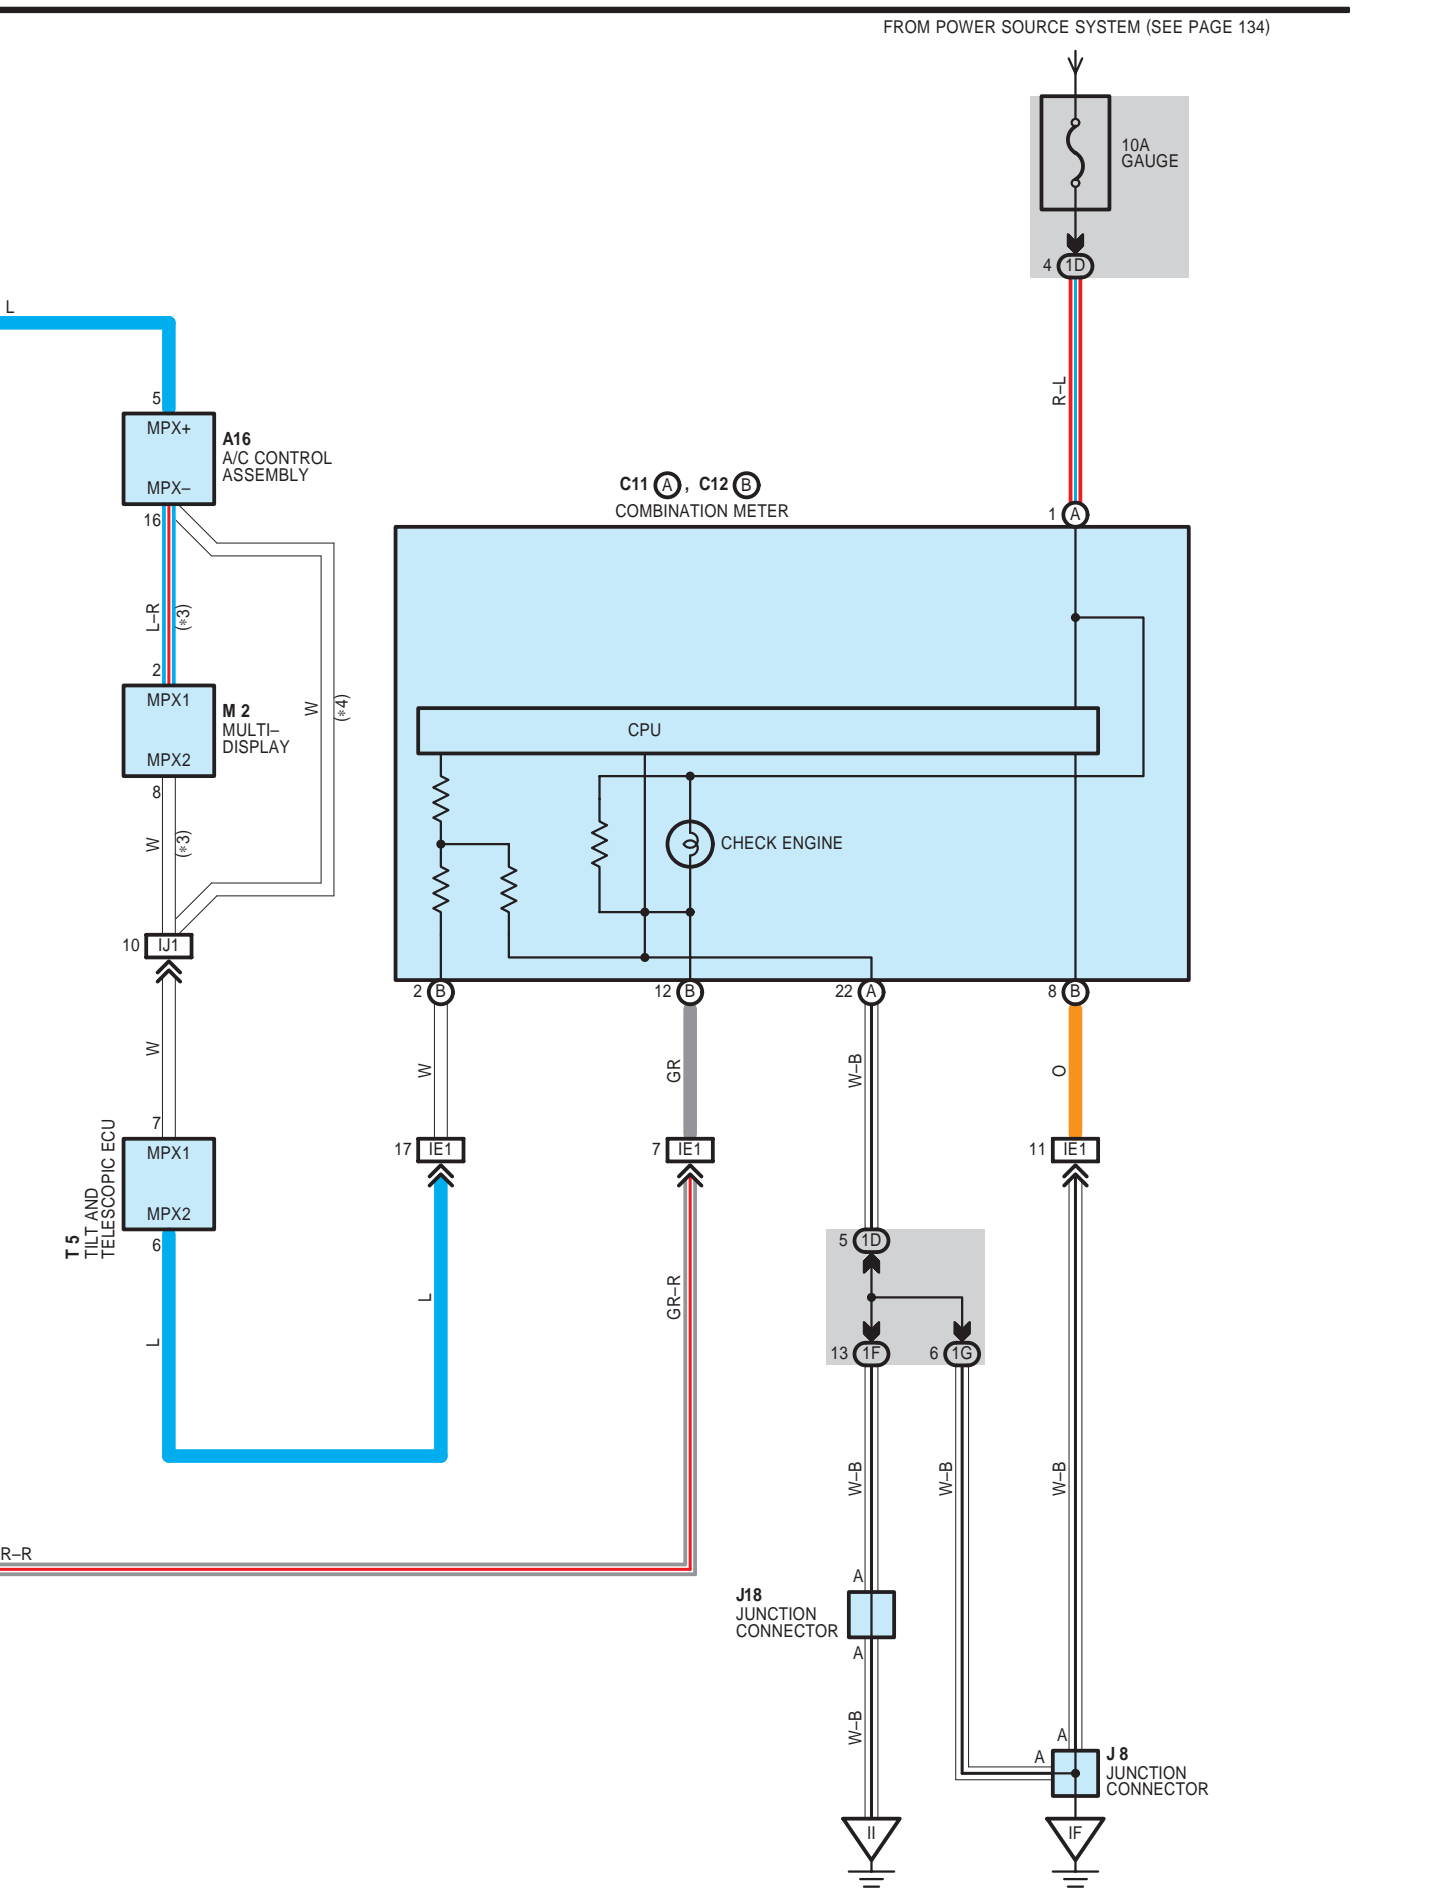 FROM POWER SOURCE SYSTEM (SEE PAGE 134)
10A
GAUGE
4 1D
L
R–L
5
MPX+
MPX–
A16
A/C CONTROL
ASSEMBLY
16
C11 A , C12 B
COMBINATION METER
1 A
L–R
(*3)
2
MPX1
MPX2
M 2
MULTI–
DISPLAY
W
(*4)
CPU
8
W
(*3)
CHECK ENGINE
10 IJ1
2 B
12 B
22 A
8 B
W
W
GR
W–B
O
7
MPX1
MPX2
T 5
TILT AND
TELESCOPIC ECU
17 IE1
7 IE1
11 IE1
6
5 1D
L
L
GR–R
13 1F
6 1G
W–B
W–B
W–B
R–R
A
J18
JUNCTION
CONNECTOR
A
W–B
A
A
J 8
JUNCTION
CONNECTOR
II
IF